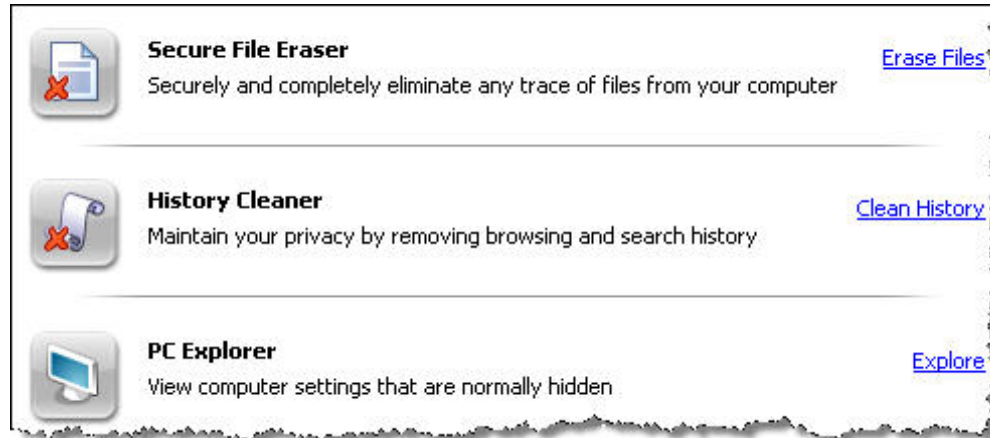 Secure File Eraser
Erase Files
Securely and completely eliminate any trace of files from your computer
History Cleaner
Clean History
Maintain your privacy by removing browsing and search history
PC Explorer
Explore
View computer settings that are normally hidden